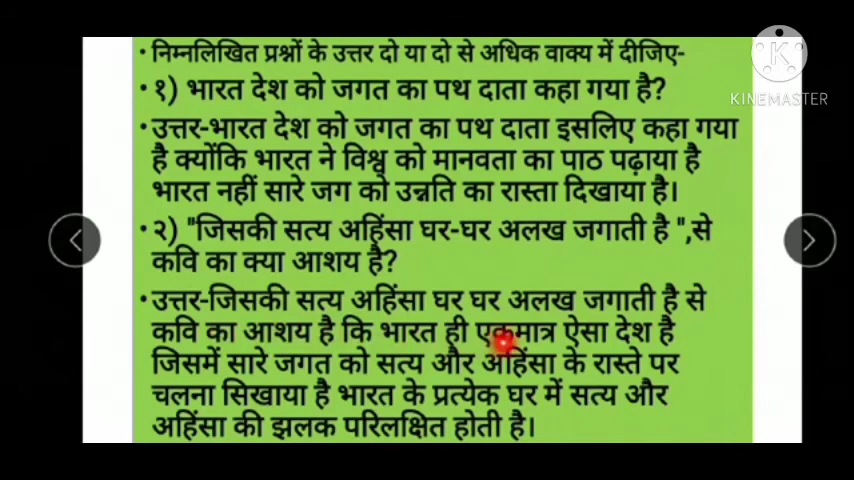 • निम्नलिखित प्रश्नों के उत्तर दो या दो से अधिक वाक्य में दीजिए-
• १) भारत देश को जगत का पथ दाता कहा गया है?
• उत्तर-भारत देश को जगत का पथ दाता इसलिए कहा गया
है क्योंकि भारत ने विश्व को मानवता का पाठ पढ़ाया है
भारत नहीं सारे जग को उन्नति का रास्ता दिखाया है।
• २) "जिसकी सत्य अहिंसा घर-घर अलख जगाती है ",से
कवि का क्या आशय है?
• उत्तर-जिसकी सत्य अहिंसा घर घर अलख जगाती है से
कवि का आशय है कि भारत ही एकमात्र ऐसा देश है
जिसमें सारे जगत को सत्य और अहिंसा के रास्ते पर
चलना सिखाया है भारत के प्रत्येक घर में सत्य और
अहिंसा की झलक परिलक्षित होती है।
KINEMASTER